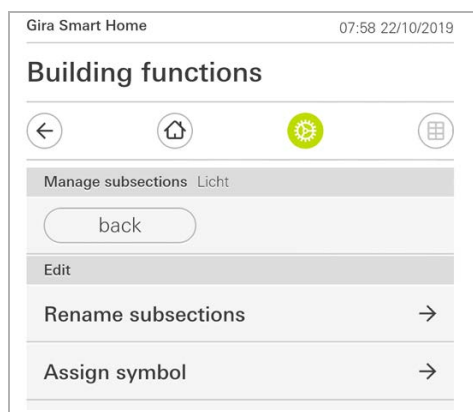 Gira Smart Home 07:58 22/10/2019
Building functions
Manage subsections Licht
back
Edit
Rename subsections
Assign symbol